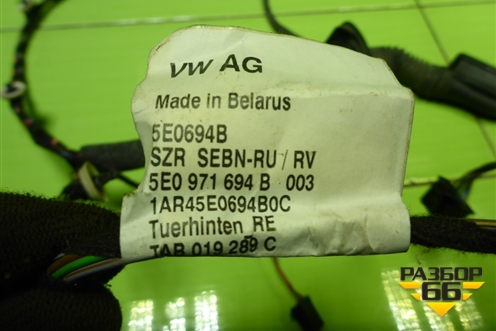 VW AG
Made in Belarus
5E0694B
SZR SEBN-RU / RV
5E0 971 694 B 003
1AR45E0694B0C
Tuerhinten RE
TAB 019 289 C
РАЗБОР
66